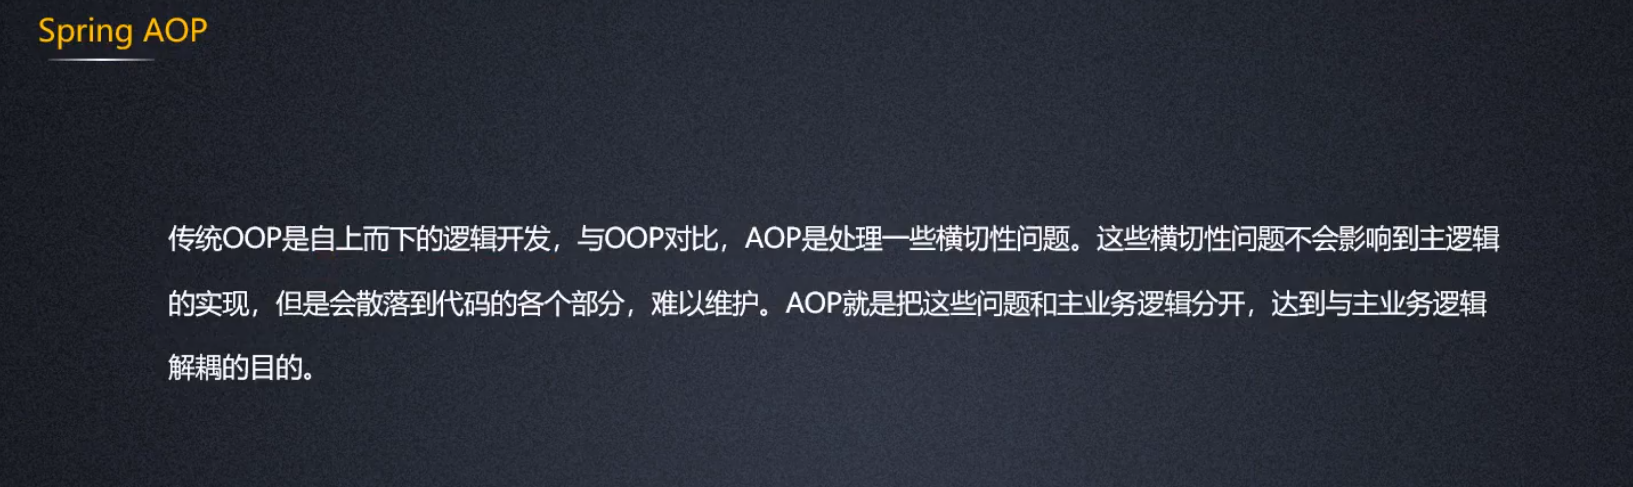 Spring AOP
传统OOP是自上而下的逻辑开发，与OOP对比，AOP是处理一些横切性问题。这些横切性问题不会影响到主逻辑
的实现，但是会散落到代码的各个部分，难以维护。AOP就是把这些问题和主业务逻辑分开，达到与主业务逻辑
解耦的目的。